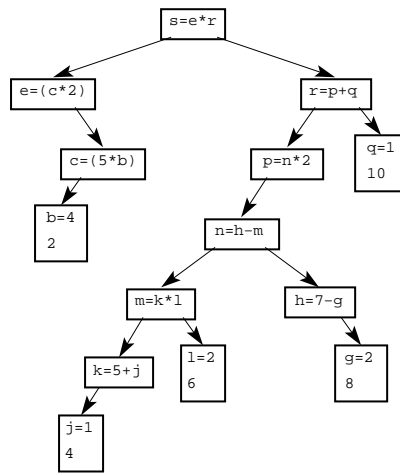 s=e*r
e=(c*2)
r=p+q
c=(5*b)
p=n*2
q=1
10
b=4
2
n=h-m
m=k*l
h=7-g
k=5+j
l=2
6
g=2
8
j=1
4